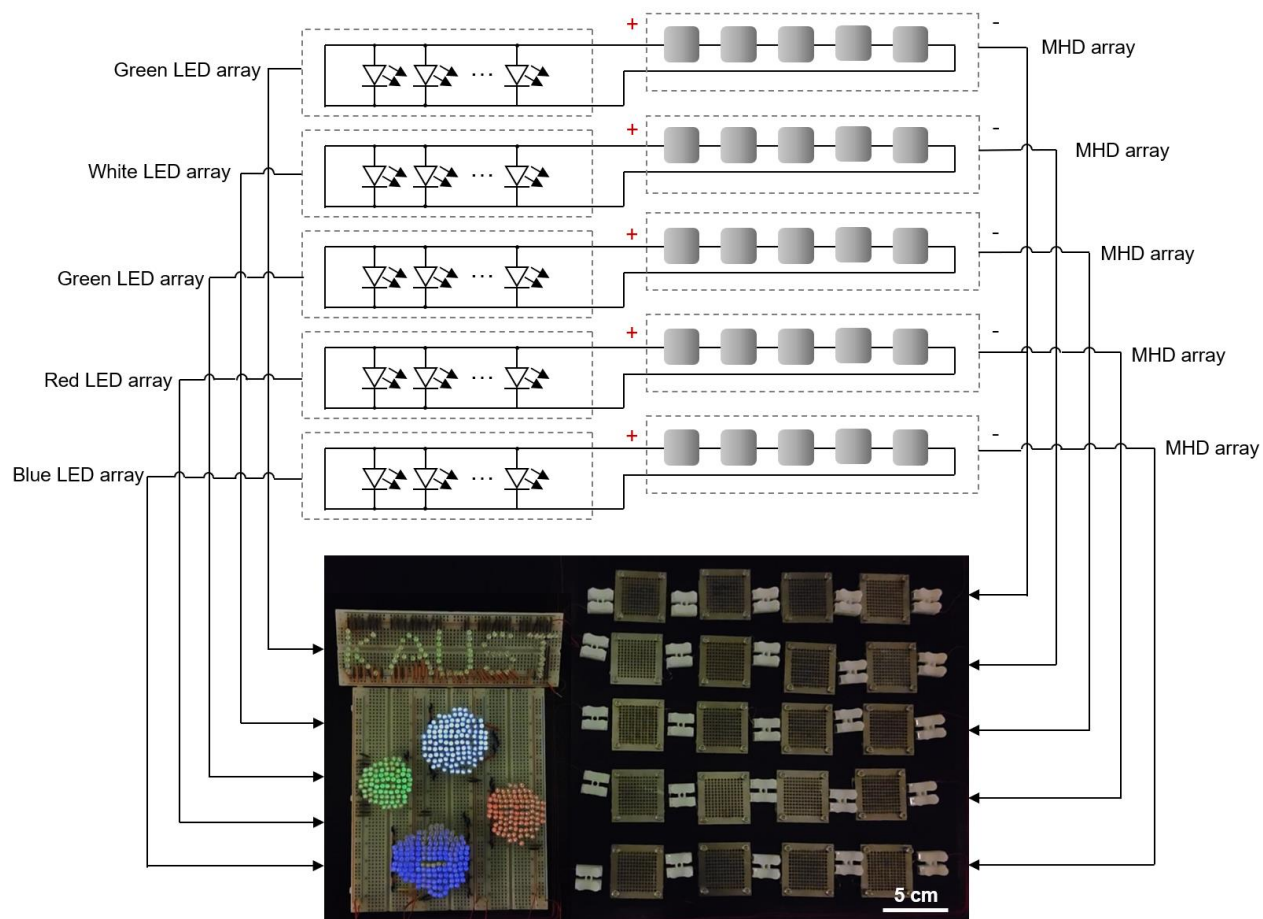 Green LED array
+
-
MHD array
...
White LED array
+
-
MHD array
...
Green LED array
+
-
MHD array
...
Red LED array
+
-
MHD array
...
Blue LED array
+
-
MHD array
...
KAUST
5 cm